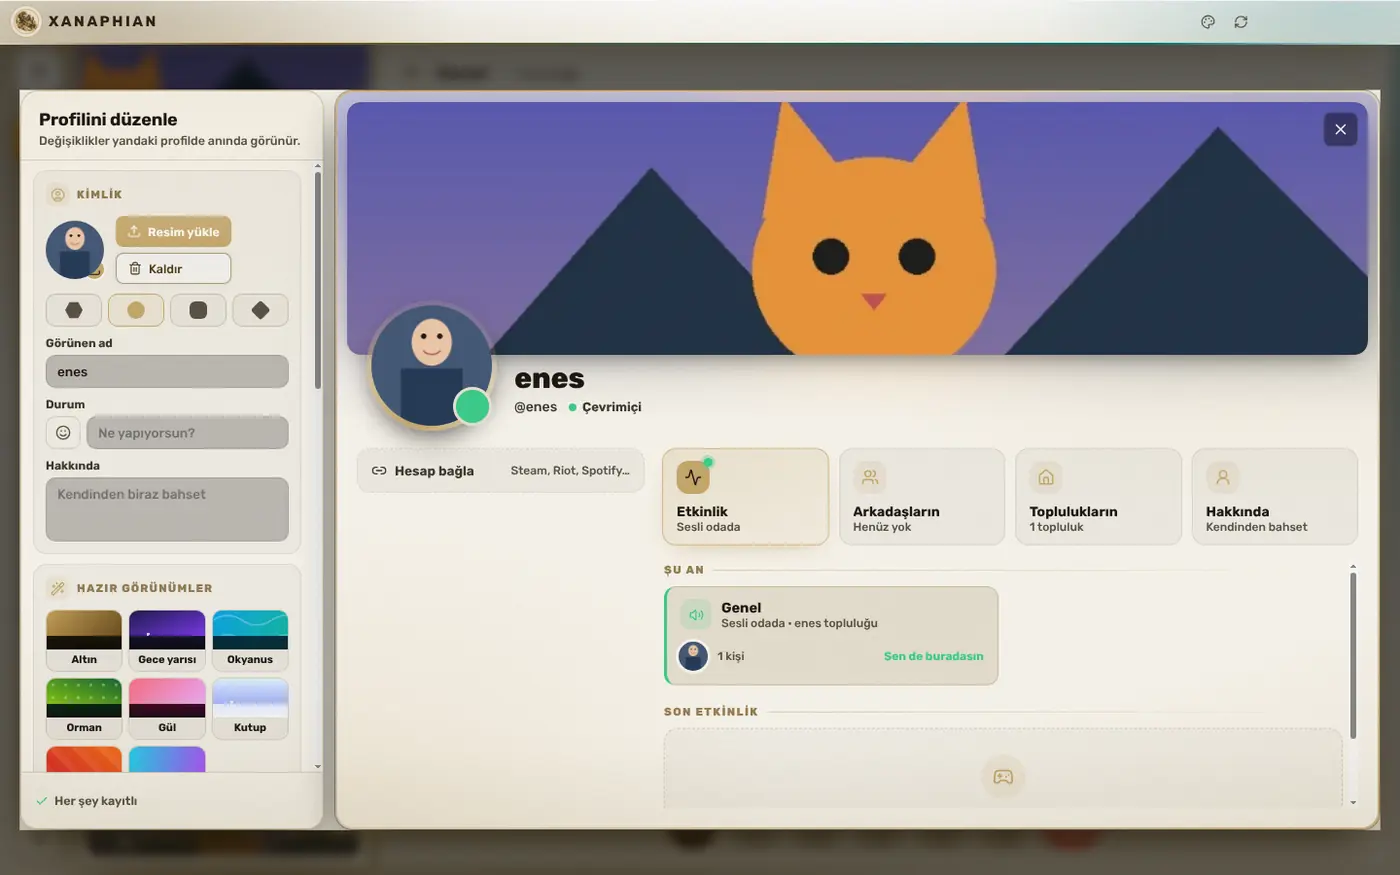 XANAPHIAN
Profilini düzenle
Değişiklikler yandaki profilde anında görünür.
KİMLİK
Resim yükle
Kaldır
Görünen ad
enes
Durum
Ne yapıyorsun?
Hakkında
Kendinden biraz bahset
HAZIR GÖRÜNÜMLER
Altın
Gece yarısı
Okyanus
Orman
Gül
Kutup
Her şey kayıtlı
enes
@enes
Çevrimiçi
Hesap bağla
Steam, Riot, Spotify...
Etkinlik
Sesli odada
Arkadaşların
Henüz yok
Toplulukların
1 topluluk
Hakkında
Kendinden bahset
ŞU AN
Genel
Sesli odada • enes topluluğu
1 kişi
Sen de buradasın
SON ETKİNLİK